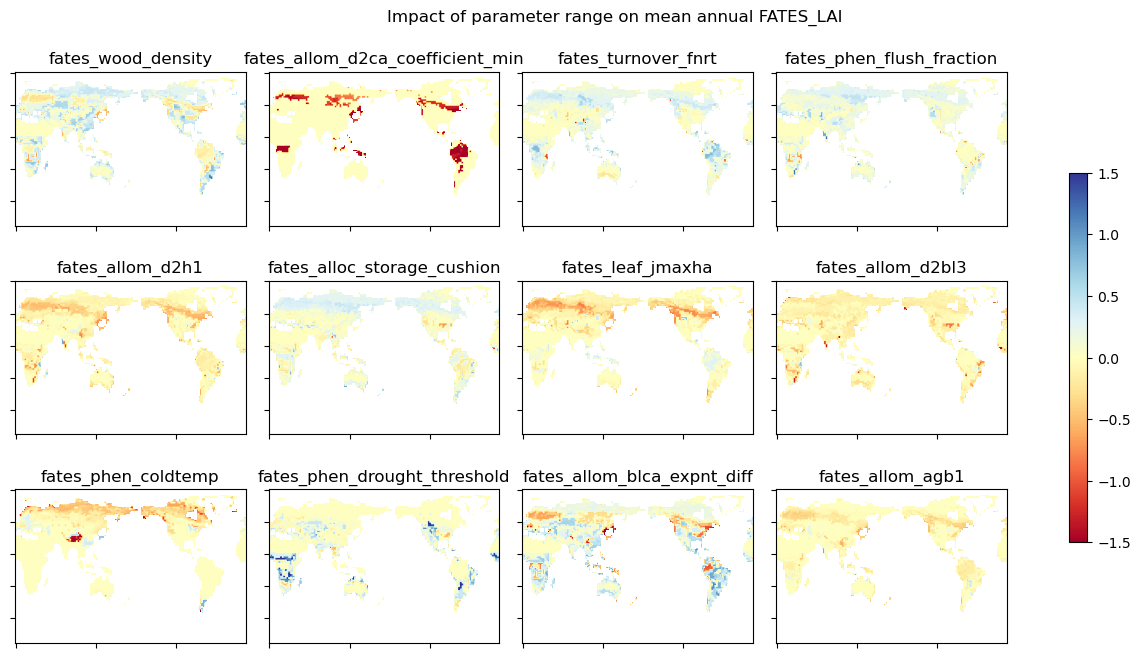 Impact of parameter range on mean annual FATES_LAI
fates_wood_density
fates_allom_d2ca_coefficient_min
fates_turnover_fnrt
fates_phen_flush_fraction
fates_allom_d2h1
fates_alloc_storage_cushion
fates_leaf_jmaxha
fates_allom_d2bl3
fates_phen_coldtemp
fates_phen_drought_threshold
fates_allom_blca_expnt_diff
fates_allom_agb1
1.5
1.0
0.5
0.0
−0.5
−1.0
−1.5